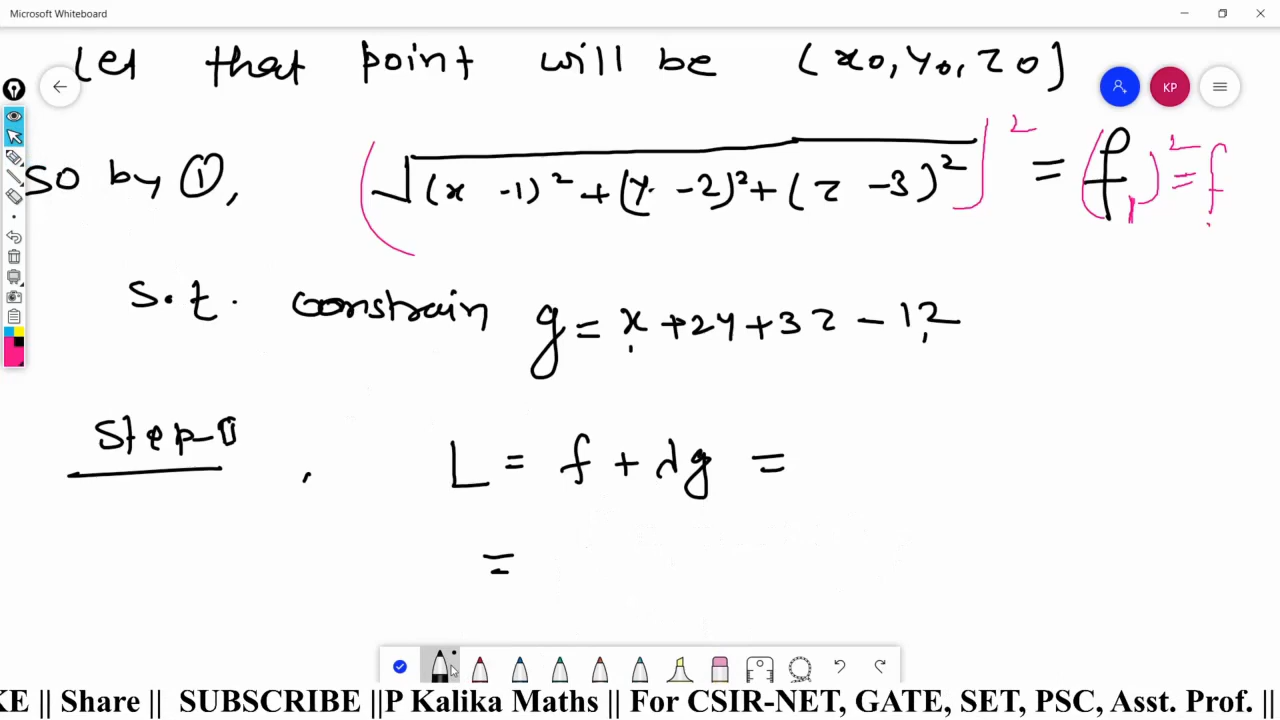 Microsoft Whiteboard
Let that point will be (x0, y0, z0)
KP
so by ①, (√(x -1)² + (y -2)² + (z -3)²)² = (f₁)² = f
S.t. constrain g = x + 2y + 3z - 12
Step-①, L = f + λg =
=
KE || Share || SUBSCRIBE ||P Kalika Maths || For CSIR-NET, GATE, SET, PSC, Asst. Prof. ||